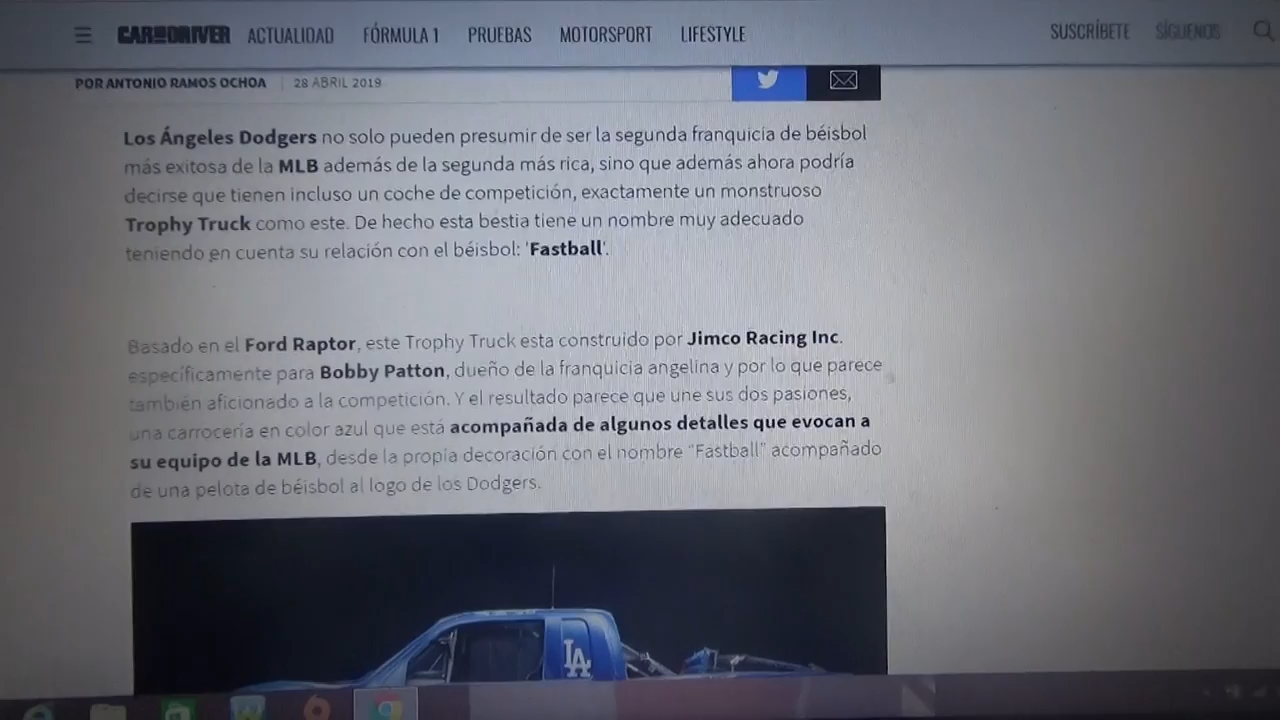 CAR AND DRIVER ACTUALIDAD FÓRMULA 1 PRUEBAS MOTORSPORT LIFESTYLE SUSCRÍBETE SÍGUENOS
POR ANTONIO RAMOS OCHOA | 28 ABRIL 2019
Los Ángeles Dodgers no solo pueden presumir de ser la segunda franquicia de béisbol
más exitosa de la MLB además de la segunda más rica, sino que además ahora podría
decirse que tienen incluso un coche de competición, exactamente un monstruoso
Trophy Truck como este. De hecho esta bestia tiene un nombre muy adecuado
teniendo en cuenta su relación con el béisbol: 'Fastball'.
Basado en el Ford Raptor, este Trophy Truck esta construido por Jimco Racing Inc.
específicamente para Bobby Patton, dueño de la franquicia angelina y por lo que parece
también aficionado a la competición. Y el resultado parece que une sus dos pasiones,
una carrocería en color azul que está acompañada de algunos detalles que evocan a
su equipo de la MLB, desde la propia decoración con el nombre "Fastball" acompañado
de una pelota de béisbol al logo de los Dodgers.
LA